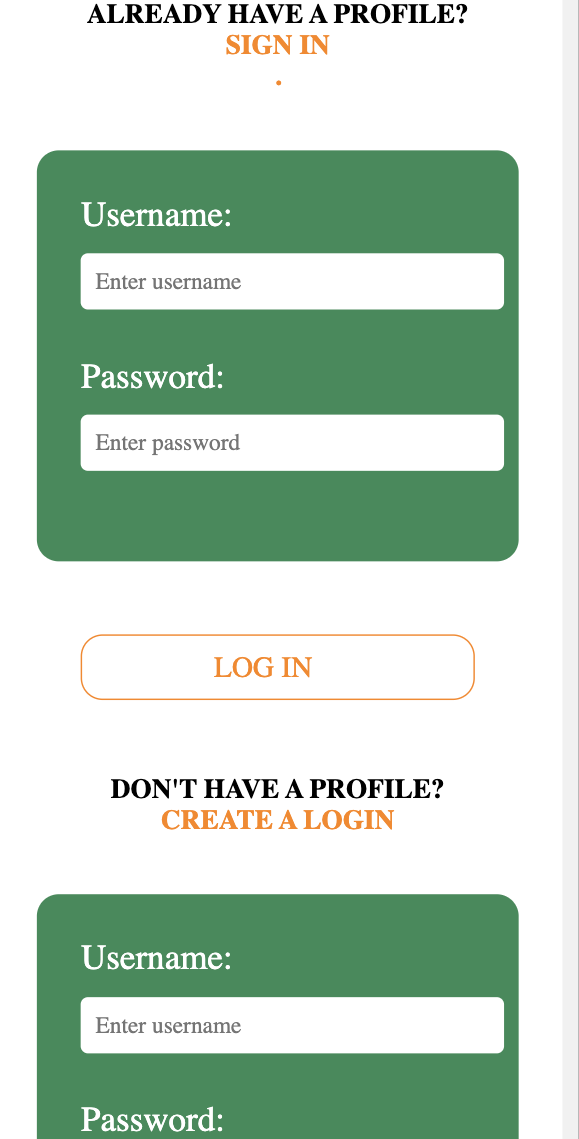 ALREADY HAVE A PROFILE?
SIGN IN
.
Username:
Enter username
Password:
Enter password
LOG IN
DON'T HAVE A PROFILE?
CREATE A LOGIN
Username:
Enter username
Password: